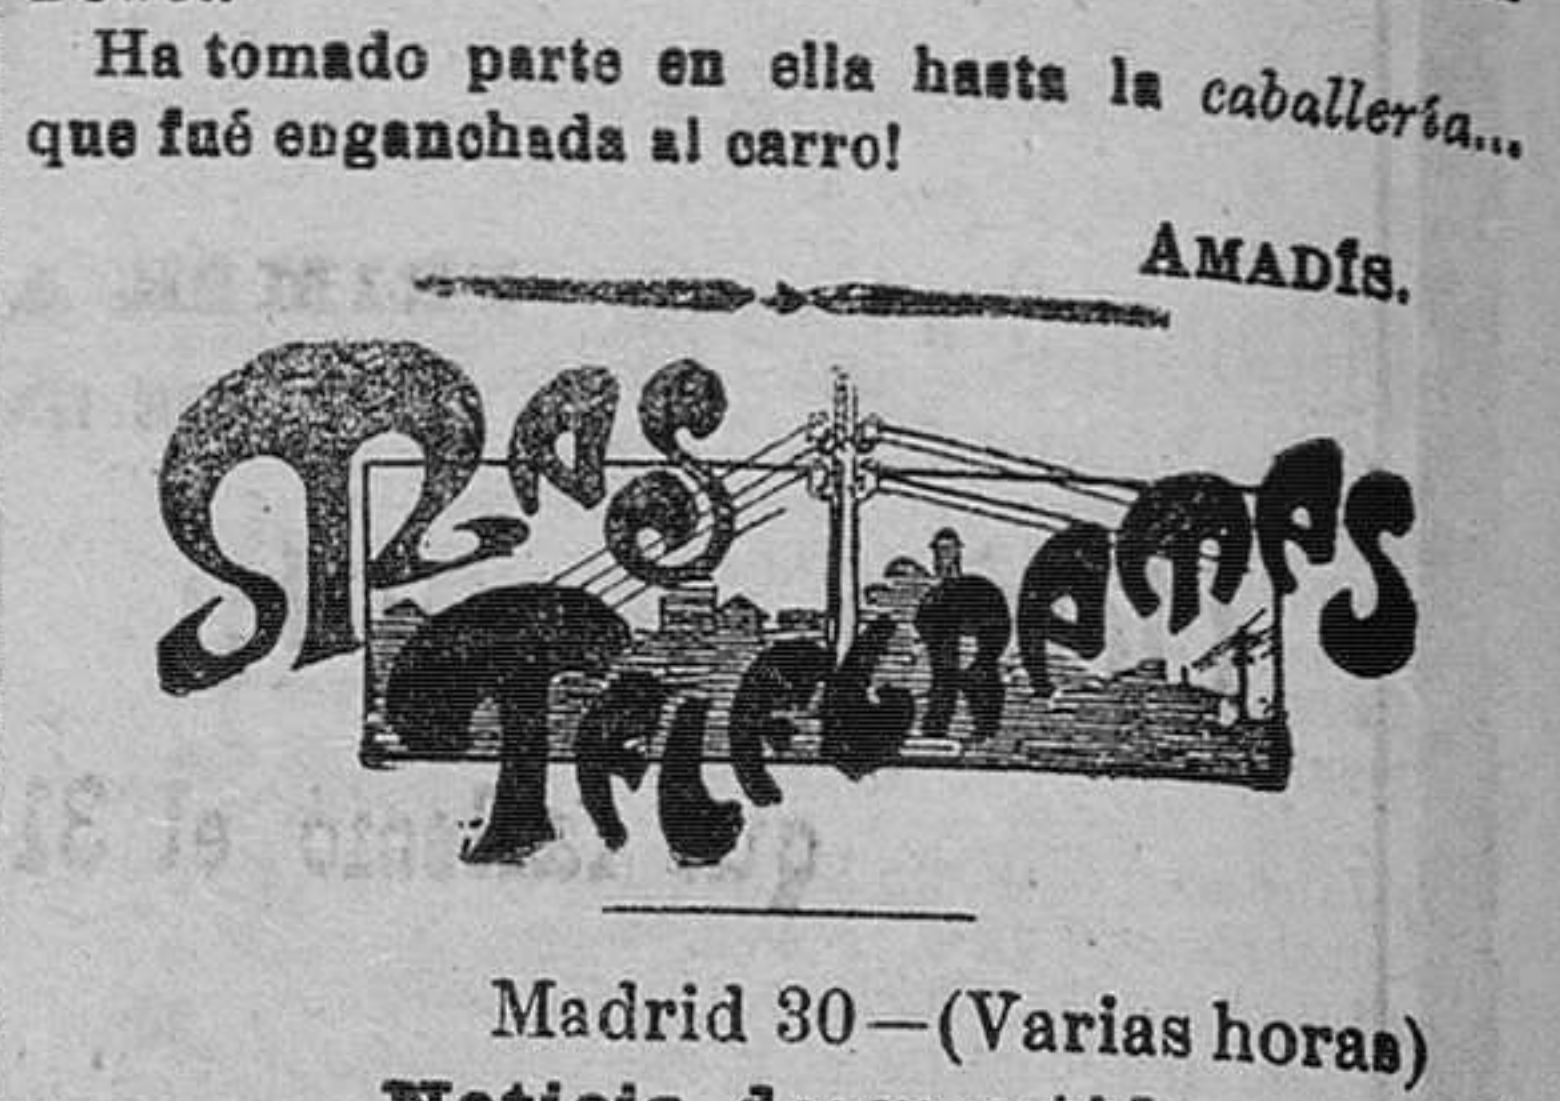 Ha tomado parte en ella hasta la caballería...
que fué enganchada al carro!
AMADÍS.
MAS
TELEGRAMAS
Madrid 30—(Varias horas)